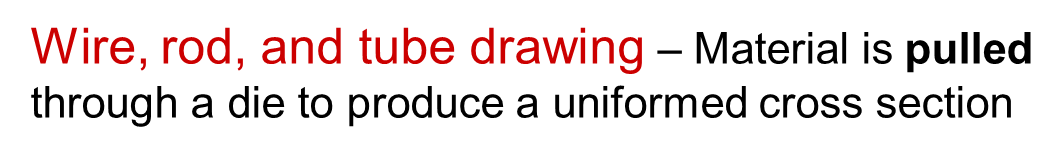 Wire, rod, and tube drawing – Material is pulled
through a die to produce a uniformed cross section